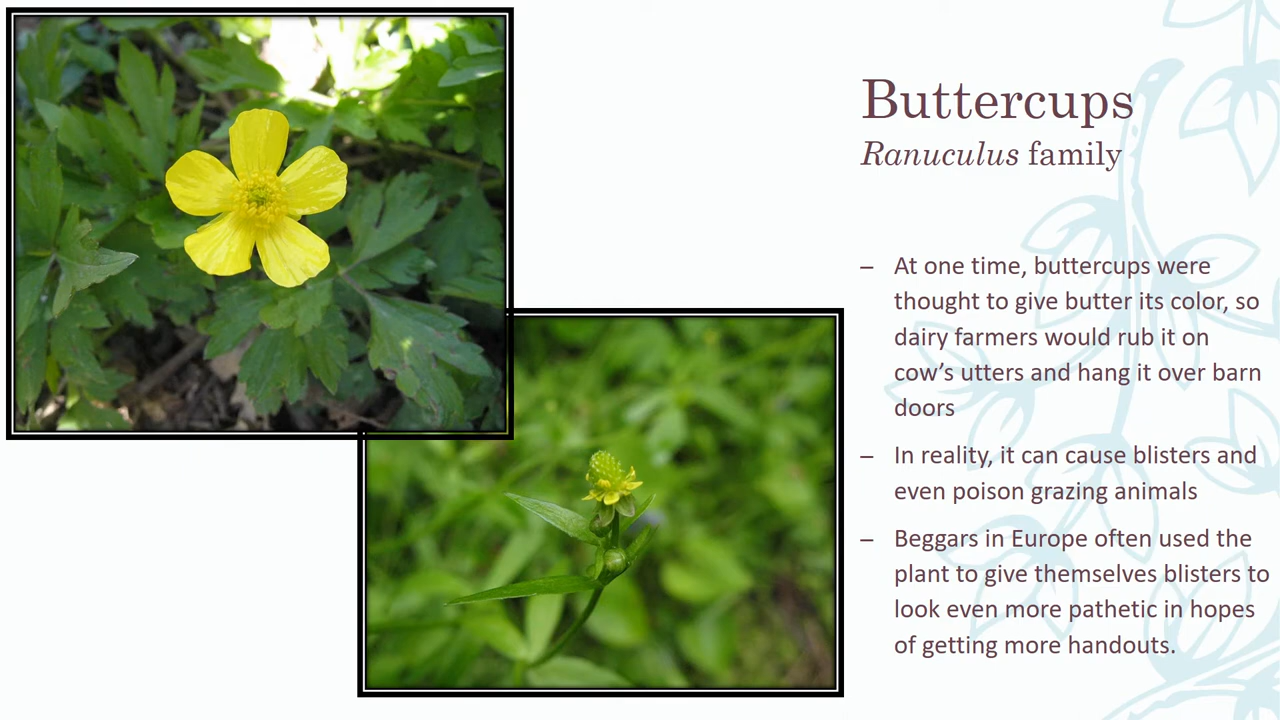 Buttercups
Ranuculus family
– At one time, buttercups were
thought to give butter its color, so
dairy farmers would rub it on
cow’s utters and hang it over barn
doors
– In reality, it can cause blisters and
even poison grazing animals
– Beggars in Europe often used the
plant to give themselves blisters to
look even more pathetic in hopes
of getting more handouts.